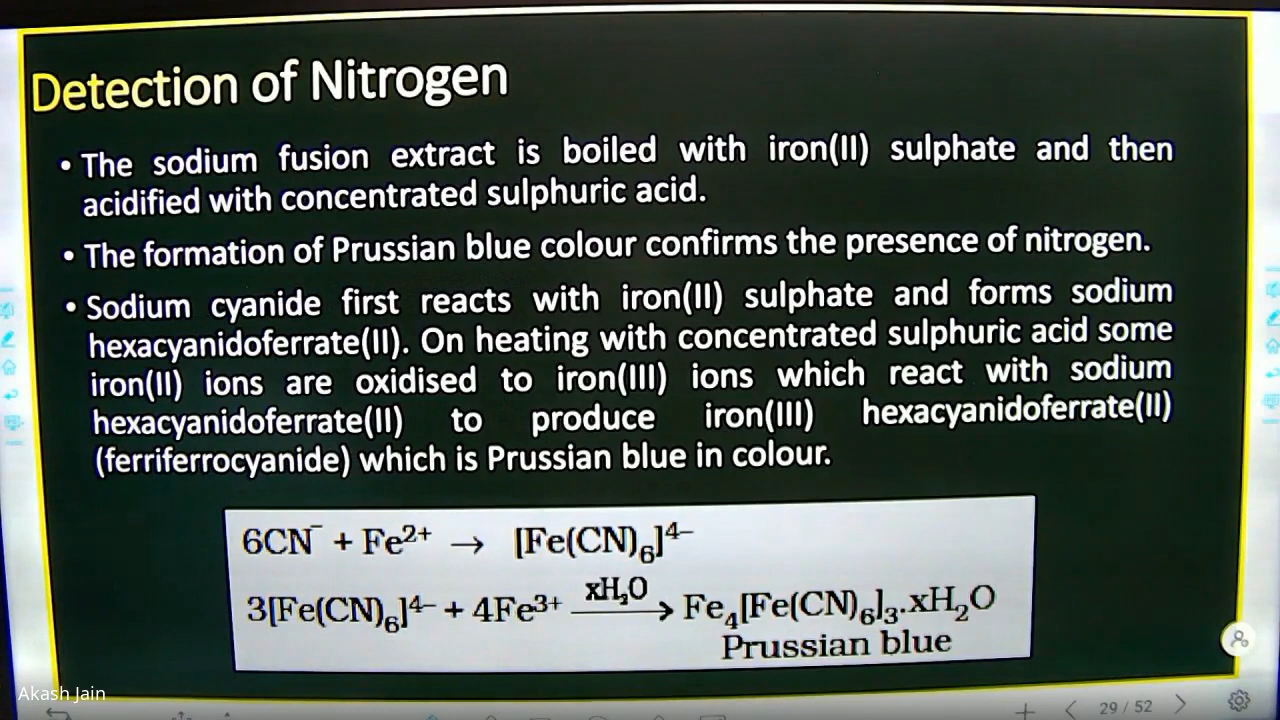 Detection of Nitrogen
• The sodium fusion extract is boiled with iron(II) sulphate and then
acidified with concentrated sulphuric acid.
• The formation of Prussian blue colour confirms the presence of nitrogen.
• Sodium cyanide first reacts with iron(II) sulphate and forms sodium
hexacyanidoferrate(II). On heating with concentrated sulphuric acid some
iron(II) ions are oxidised to iron(III) ions which react with sodium
hexacyanidoferrate(II) to produce iron(III) hexacyanidoferrate(II)
(ferriferrocyanide) which is Prussian blue in colour.
6CN⁻ + Fe²⁺ → [Fe(CN)₆]⁴⁻
3[Fe(CN)₆]⁴⁻ + 4Fe³⁺ xH₂O→ Fe₄[Fe(CN)₆]₃.xH₂O
Prussian blue
Akash Jain
29 / 52